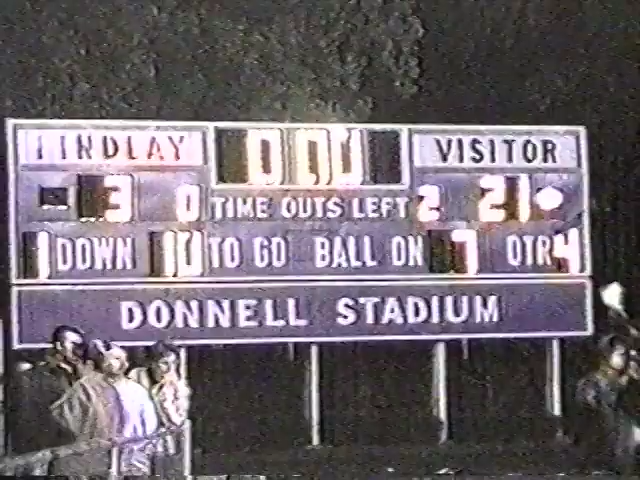 FINDLAY 0:00 VISITOR
3 0 TIME OUTS LEFT 2 21
1 DOWN 10 TO GO BALL ON 7 QTR 4
DONNELL STADIUM